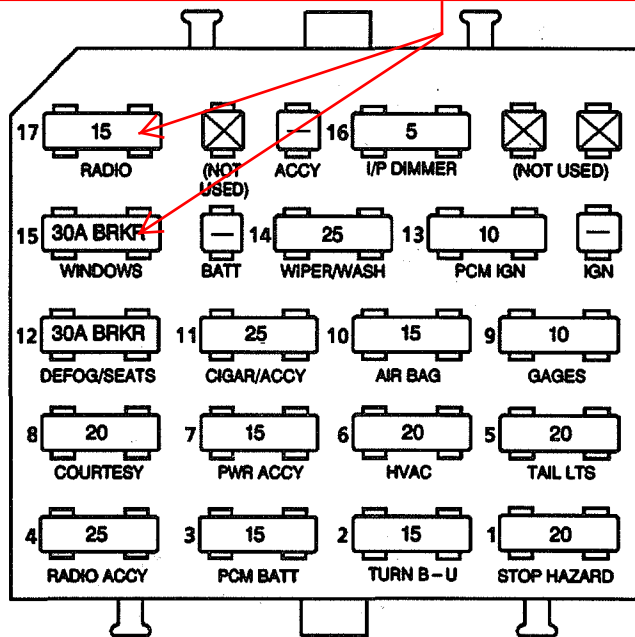 17 15 16 5
RADIO (NOT USED) ACCY I/P DIMMER (NOT USED)
15 30A BRKR 14 25 13 10
WINDOWS BATT WIPER/WASH PCM IGN IGN
12 30A BRKR 11 25 10 15 9 10
DEFOG/SEATS CIGAR/ACCY AIR BAG GAGES
8 20 7 15 6 20 5 20
COURTESY PWR ACCY HVAC TAIL LTS
4 25 3 15 2 15 1 20
RADIO ACCY PCM BATT TURN B-U STOP HAZARD